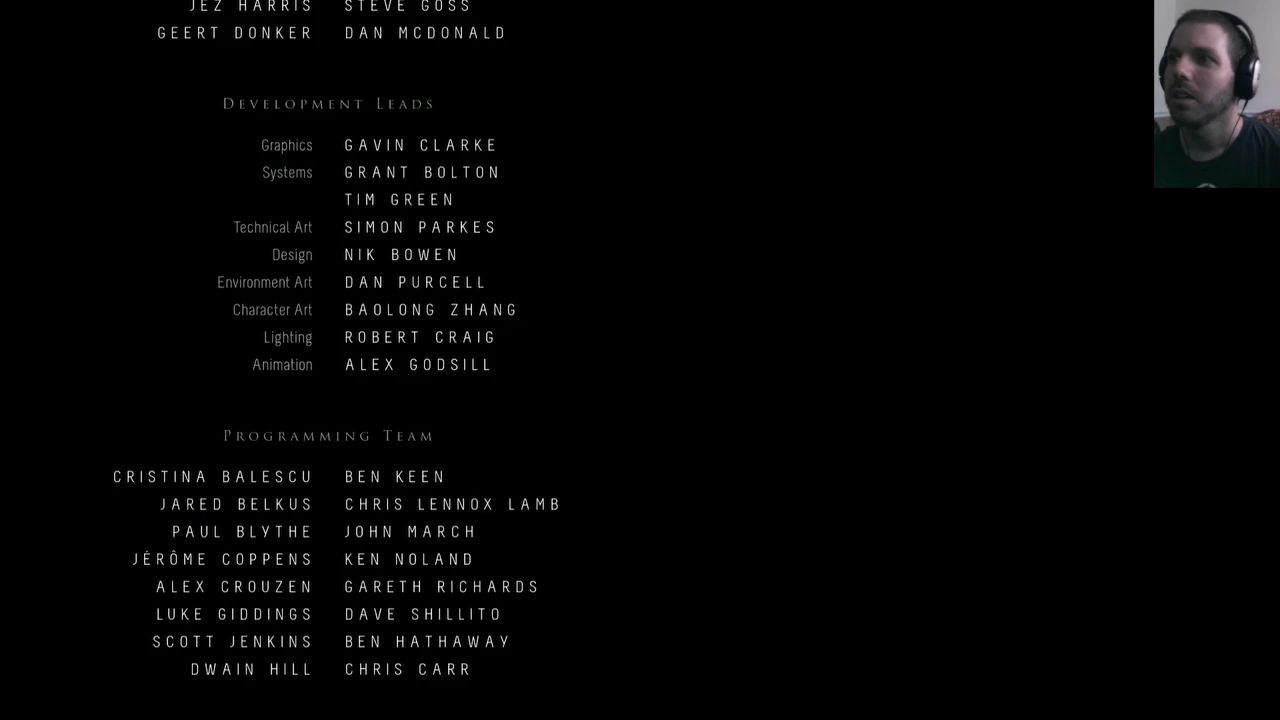 JEZ HARRIS STEVE GOSS
GEERT DONKER DAN MCDONALD
DEVELOPMENT LEADS
Graphics GAVIN CLARKE
Systems GRANT BOLTON
TIM GREEN
Technical Art SIMON PARKES
Design NIK BOWEN
Environment Art DAN PURCELL
Character Art BAOLONG ZHANG
Lighting ROBERT CRAIG
Animation ALEX GODSILL
PROGRAMMING TEAM
CRISTINA BALESCU BEN KEEN
JARED BELKUS CHRIS LENNOX LAMB
PAUL BLYTHE JOHN MARCH
JÉRÔME COPPENS KEN NOLAND
ALEX CROUZEN GARETH RICHARDS
LUKE GIDDINGS DAVE SHILLITO
SCOTT JENKINS BEN HATHAWAY
DWAIN HILL CHRIS CARR